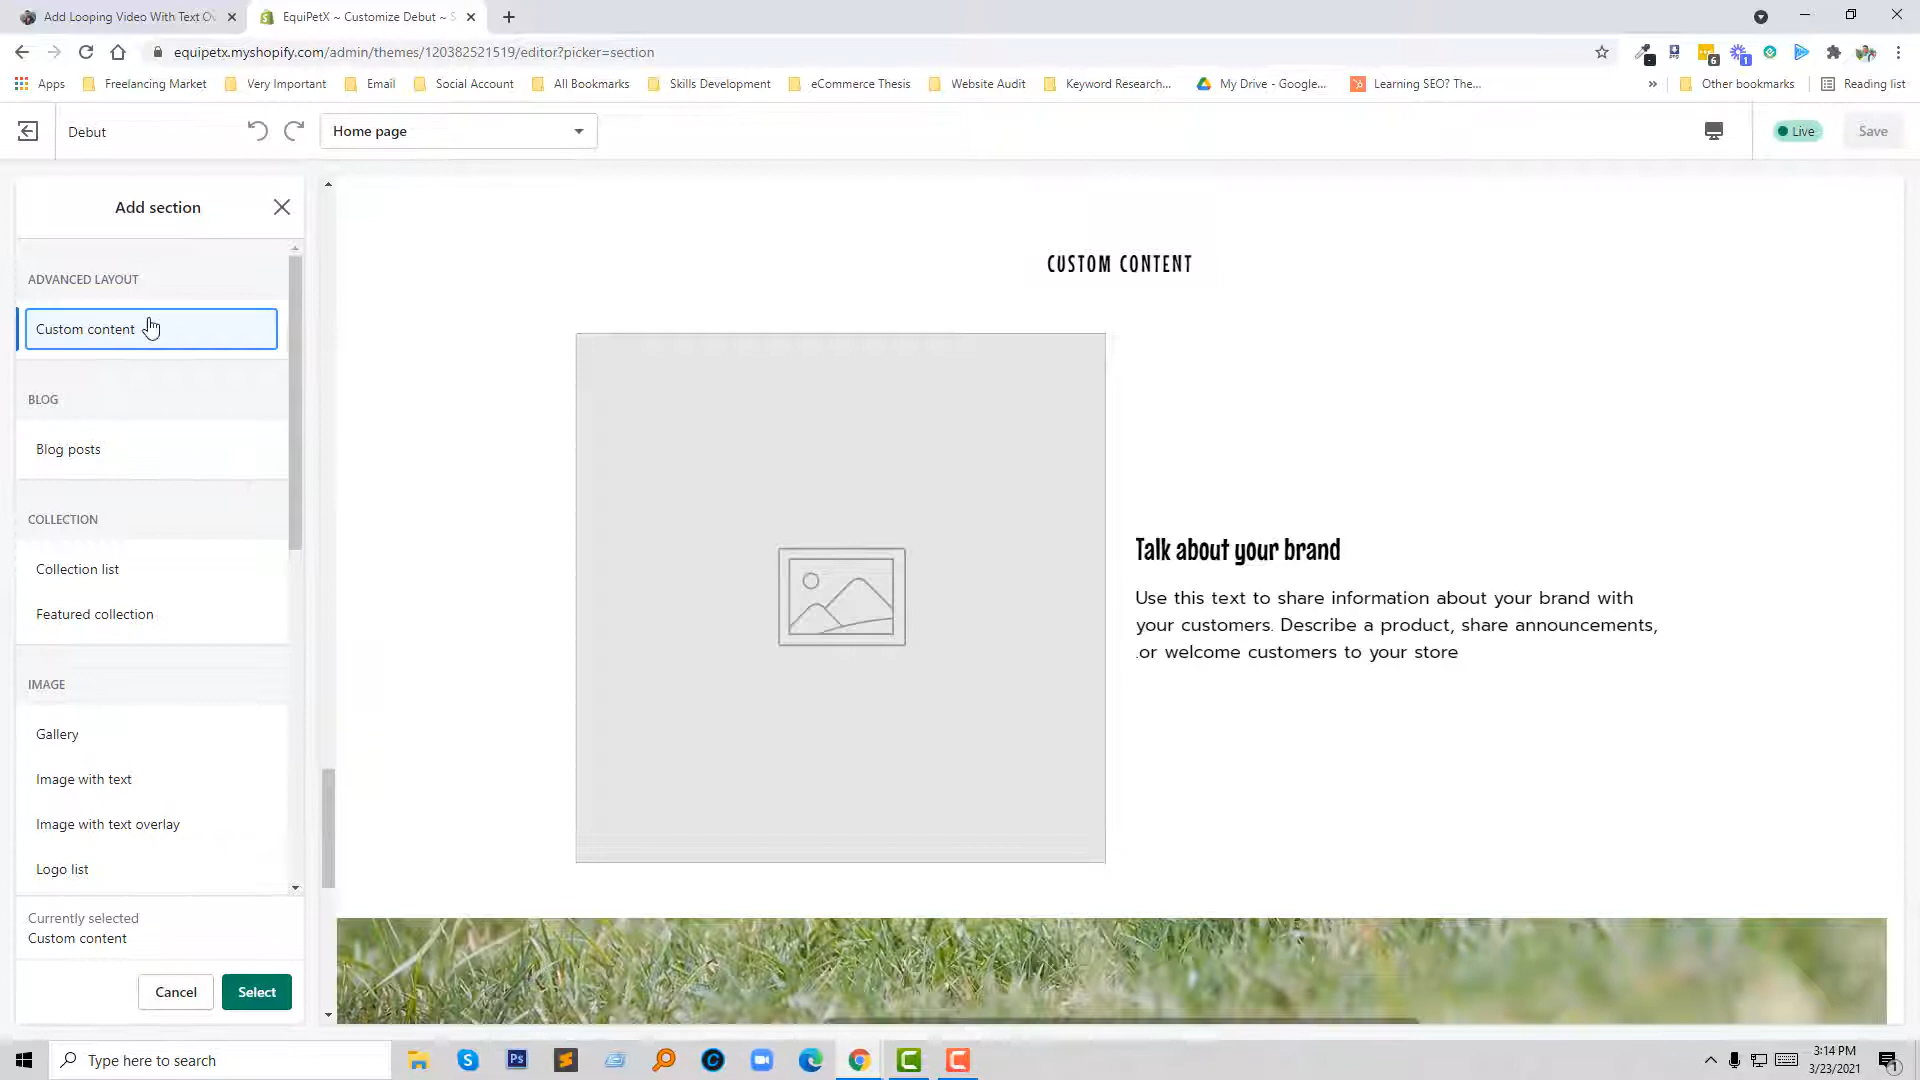 Add Looping Video With Text Ov
EquiPetX ~ Customize Debut ~ S
equipetx.myshopify.com/admin/themes/120382521519/editor?picker=section
6
1
Apps
Freelancing Market
Very Important
Email
Social Account
All Bookmarks
Skills Development
eCommerce Thesis
Website Audit
Keyword Research...
My Drive - Google...
Learning SEO? The...
»
Other bookmarks
Reading list
Debut
Home page
Live
Save
Add section
ADVANCED LAYOUT
Custom content
BLOG
Blog posts
COLLECTION
Collection list
Featured collection
IMAGE
Gallery
Image with text
Image with text overlay
Logo list
Currently selected
Custom content
Cancel
Select
CUSTOM CONTENT
Talk about your brand
Use this text to share information about your brand with
your customers. Describe a product, share announcements,
.or welcome customers to your store
Type here to search
Ps
3:14 PM
3/23/2021
1